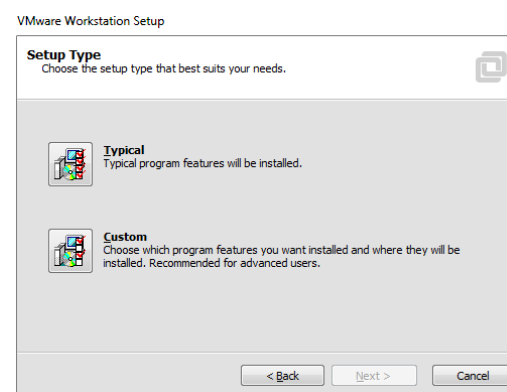 VMware Workstation Setup
Setup Type
Choose the setup type that best suits your needs.
Typical
Typical program features will be installed.
Custom
Choose which program features you want installed and where they will be
installed. Recommended for advanced users.
< Back
Next >
Cancel